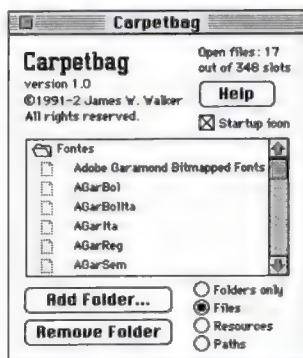 Carpetbag
Carpetbag
version 1.0
©1991-2 James W. Walker
All rights reserved.
Open files: 17
out of 348 slots
Help
Startup icon
Fontes
Adobe Garamond Bitmapped Fonts
AGarBol
AGarBolIta
AGarIta
AGarReg
AGarSem
Add Folder...
Remove Folder
Folders only
Files
Resources
Paths